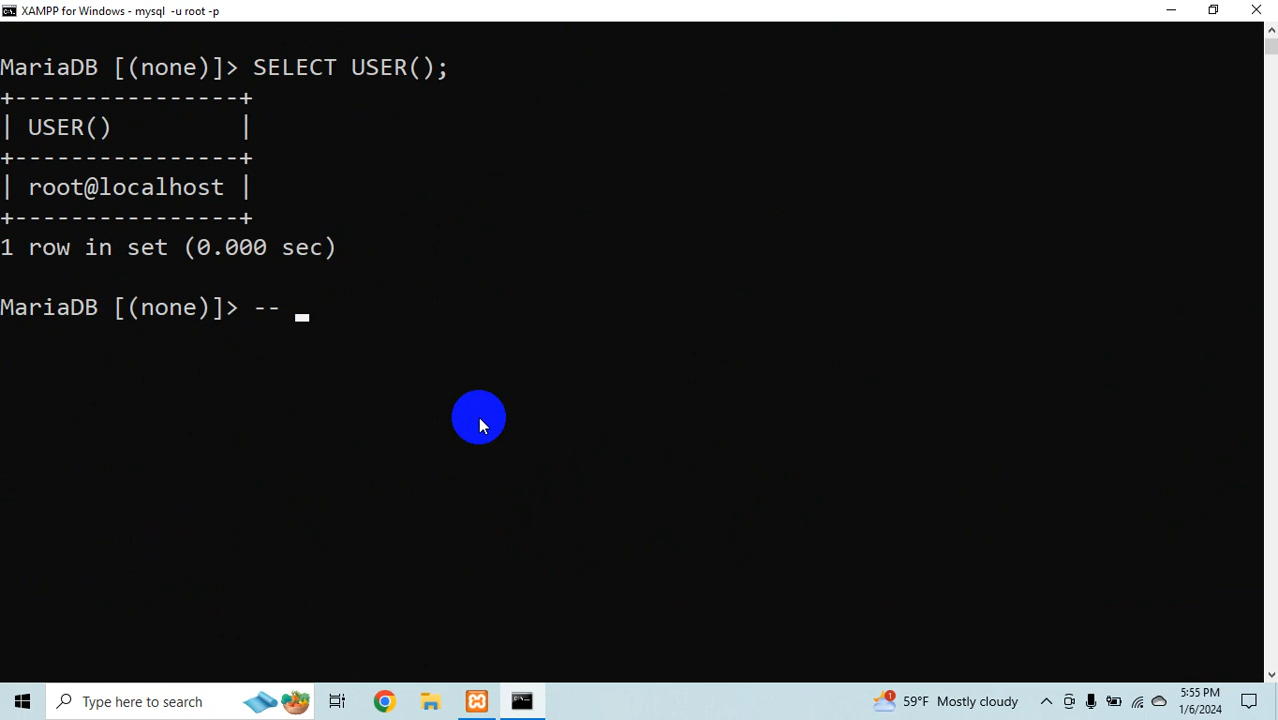 XAMPP for Windows - mysql -u root -p
MariaDB [(none)]> SELECT USER();
+----------------+
| USER()         |
+----------------+
| root@localhost |
+----------------+
1 row in set (0.000 sec)
MariaDB [(none)]> --
Type here to search
1
59°F Mostly cloudy
5:55 PM
1/6/2024